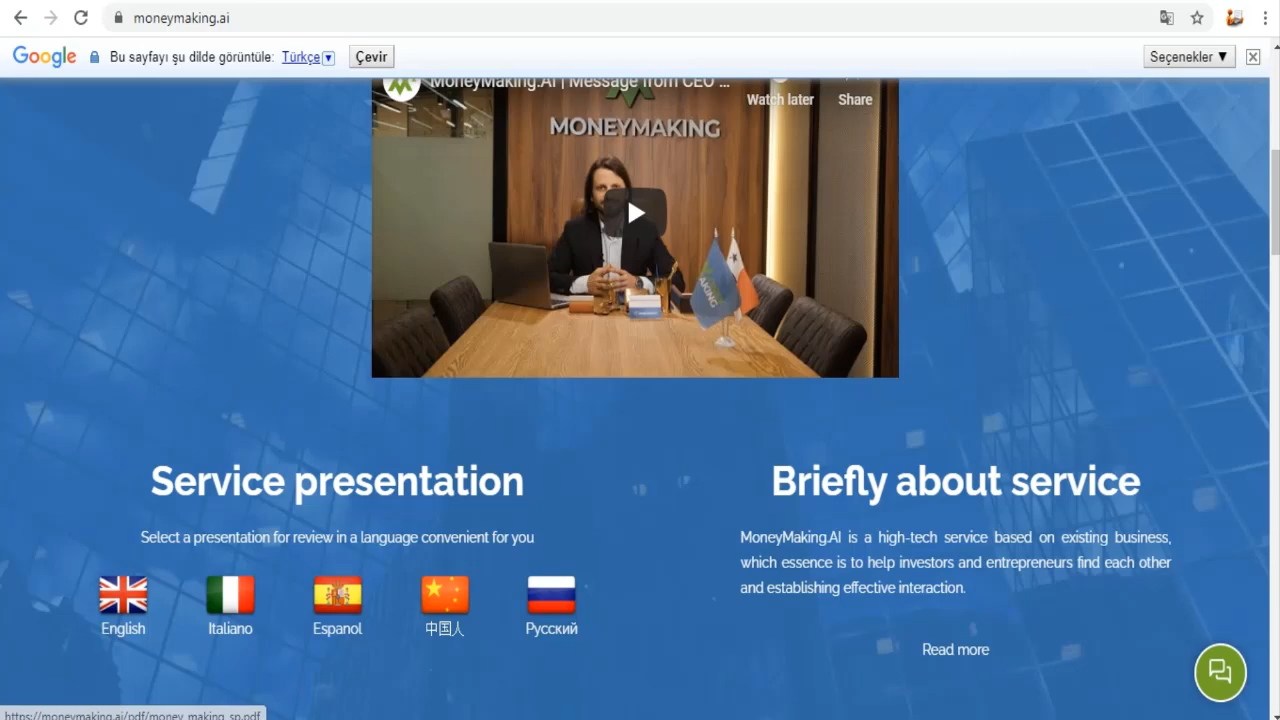 moneymaking.ai
Google Bu sayfayı şu dilde görüntüle: Türkçe ▼ Çevir Seçenekler ▼
MoneyMaking.AI | Message from CEO ...
Watch later Share
MONEYMAKING
AKING
Service presentation
Select a presentation for review in a language convenient for you
English Italiano Espanol 中国人 Русский
Briefly about service
MoneyMaking.AI is a high-tech service based on existing business,
which essence is to help investors and entrepreneurs find each other
and establishing effective interaction.
Read more
https://moneymaking.ai/pdf/money_making_sp.pdf